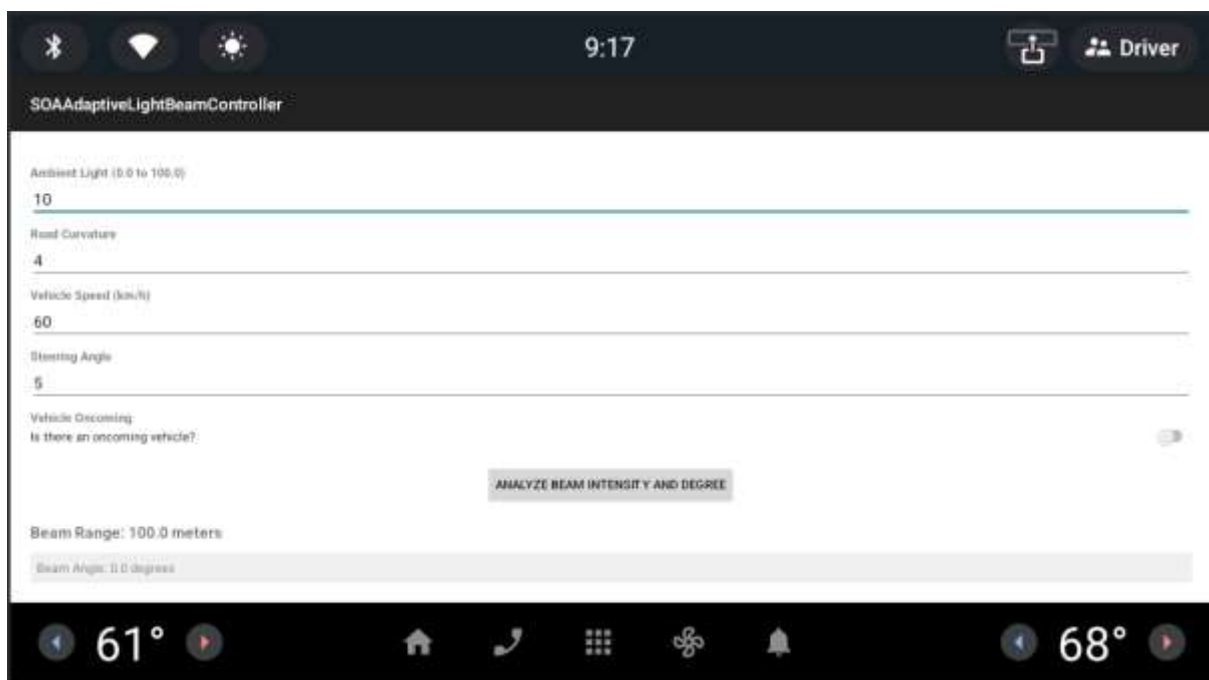 9:17
Driver
SOAAdaptiveLightBeamController
Ambient Light (0.0 to 100.0)
10
Road Curvature
4
Vehicle Speed (km/h)
60
Steering Angle
5
Vehicle Oncoming
Is there an oncoming vehicle?
ANALYZE BEAM INTENSITY AND DEGREE
Beam Range: 100.0 meters
Beam Angle: 0.0 degrees
61° 68°